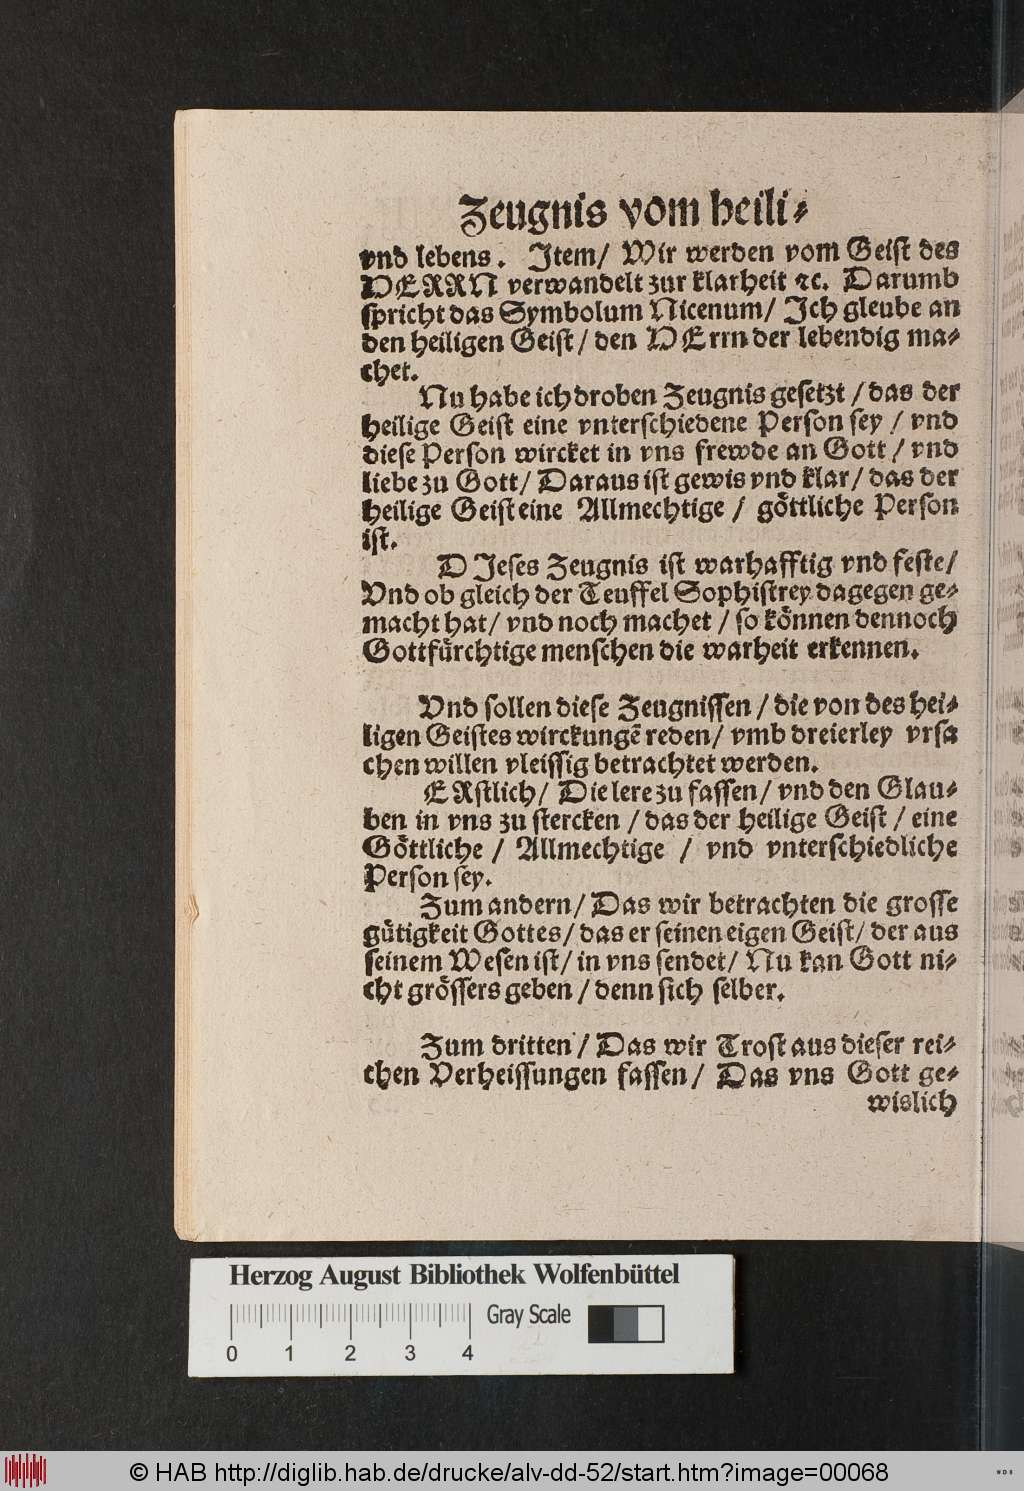 Zeugnis vom heili⸗
vnd lebens. Item/ Wir werden vom Geist des
HERRN verwandelt zur klarheit ꝛc. Darumb
spricht das Symbolum Nicenum/ Ich gleube an
den heiligen Geist/ den HErrn der lebendig ma⸗
chet.
Nu habe ich droben Zeugnis gesetzt/ das der
heilige Geist eine vnterschiedene Person sey/ vnd
diese Person wircket in vns frewde an Gott/ vnd
liebe zu Gott/ Daraus ist gewis vnd klar/ das der
heilige Geist eine Allmechtige/ göttliche Person
ist.
DIeses Zeugnis ist warhafftig vnd feste/
Vnd ob gleich der Teuffel Sophistrey dagegen ge⸗
macht hat/ vnd noch machet/ so können dennoch
Gottfürchtige menschen die warheit erkennen.
Vnd sollen diese Zeugnissen/ die von des hei⸗
ligen Geistes wirckungẽ reden/ vmb dreierley vrsa
chen willen vleissig betrachtet werden.
ERstlich/ Die lere zu fassen/ vnd den Glau⸗
ben in vns zu stercken/ das der heilige Geist/ eine
Göttliche/ Allmechtige/ vnd vnterschiedliche
Person sey.
Zum andern/ Das wir betrachten die grosse
gütigkeit Gottes/ das er seinen eigen Geist/ der aus
seinem Wesen ist/ in vns sendet/ Nu kan Gott ni⸗
cht grössers geben/ denn sich selber.
Zum dritten/ Das wir Trost aus dieser rei⸗
chen Verheissungen fassen/ Das vns Gott ge⸗
wislich
Herzog August Bibliothek Wolfenbüttel
Gray Scale
0 1 2 3 4
© HAB http://diglib.hab.de/drucke/alv-dd-52/start.htm?image=00068